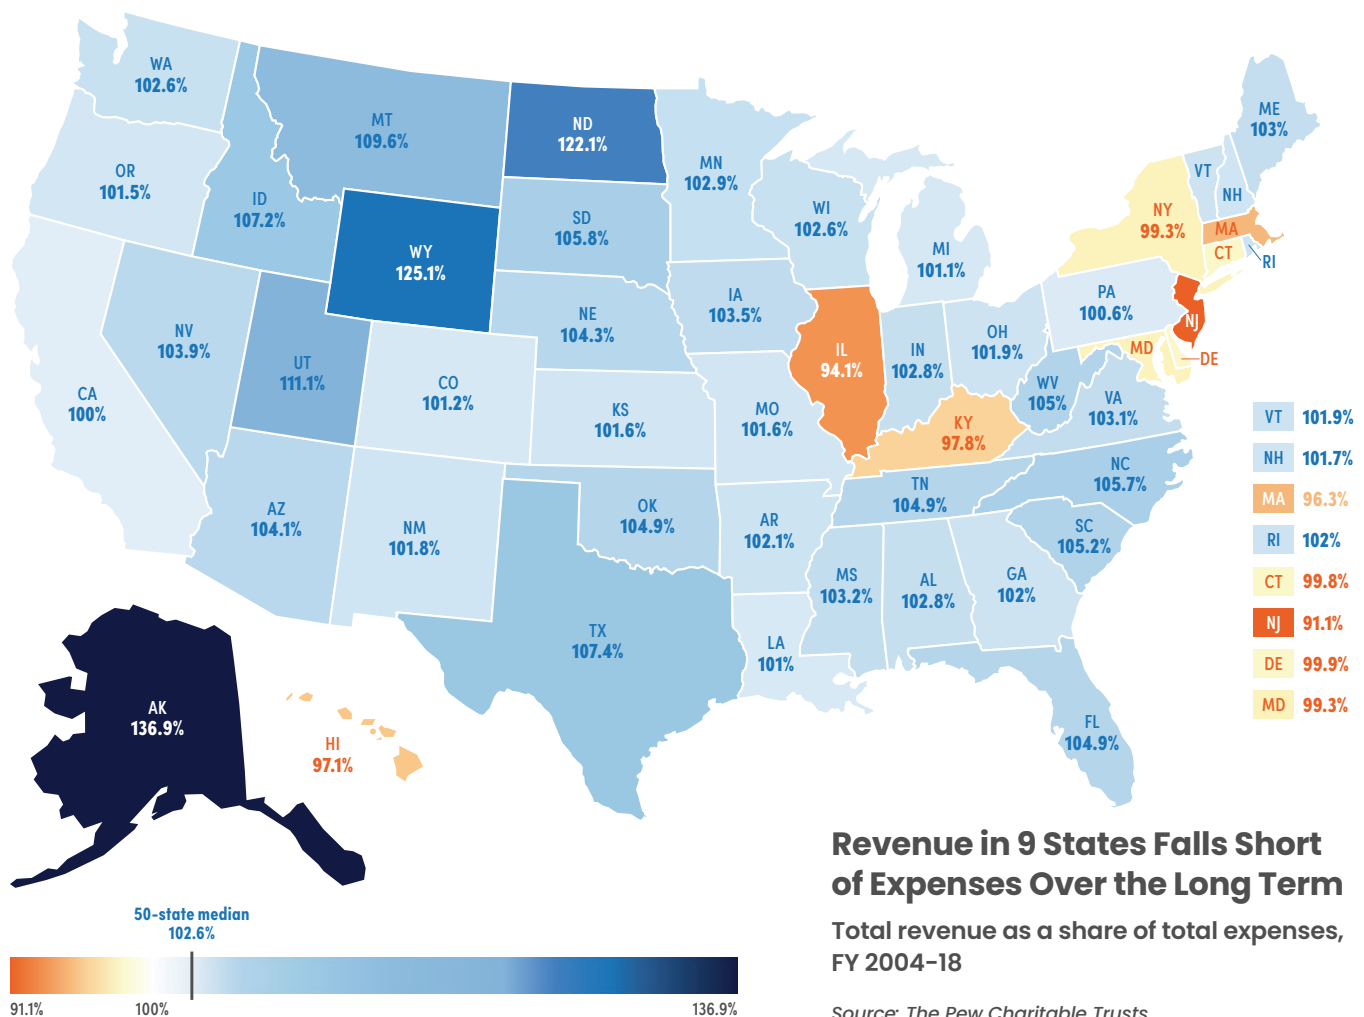 WA
102.6%
OR
101.5%
CA
100%
NV
103.9%
ID
107.2%
MT
109.6%
WY
125.1%
UT
111.1%
AZ
104.1%
CO
101.2%
NM
101.8%
ND
122.1%
SD
105.8%
NE
104.3%
KS
101.6%
OK
104.9%
TX
107.4%
MN
102.9%
IA
103.5%
MO
101.6%
AR
102.1%
LA
101%
WI
102.6%
IL
94.1%
MI
101.1%
IN
102.8%
OH
101.9%
KY
97.8%
TN
104.9%
MS
103.2%
AL
102.8%
GA
102%
FL
104.9%
SC
105.2%
NC
105.7%
VA
103.1%
WV
105%
PA
100.6%
NY
99.3%
ME
103%
VT
NH
MA
CT
RI
NJ
MD
DE
AK
136.9%
HI
97.1%
VT 101.9%
NH 101.7%
MA 96.3%
RI 102%
CT 99.8%
NJ 91.1%
DE 99.9%
MD 99.3%
50-state median
102.6%
91.1% 100% 136.9%
Revenue in 9 States Falls Short
of Expenses Over the Long Term
Total revenue as a share of total expenses,
FY 2004-18
Source: The Pew Charitable Trusts